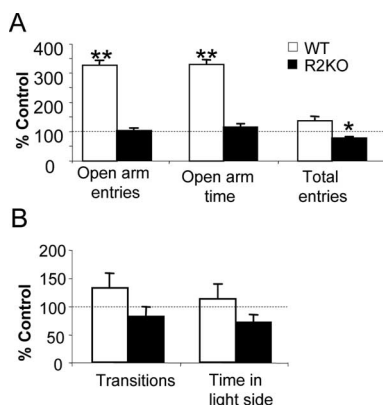 A
400
300
200
100
0
% Control
** ** *
WT
R2KO
Open arm entries
Open arm time
Total entries
B
200
150
100
50
0
% Control
Transitions
Time in light side